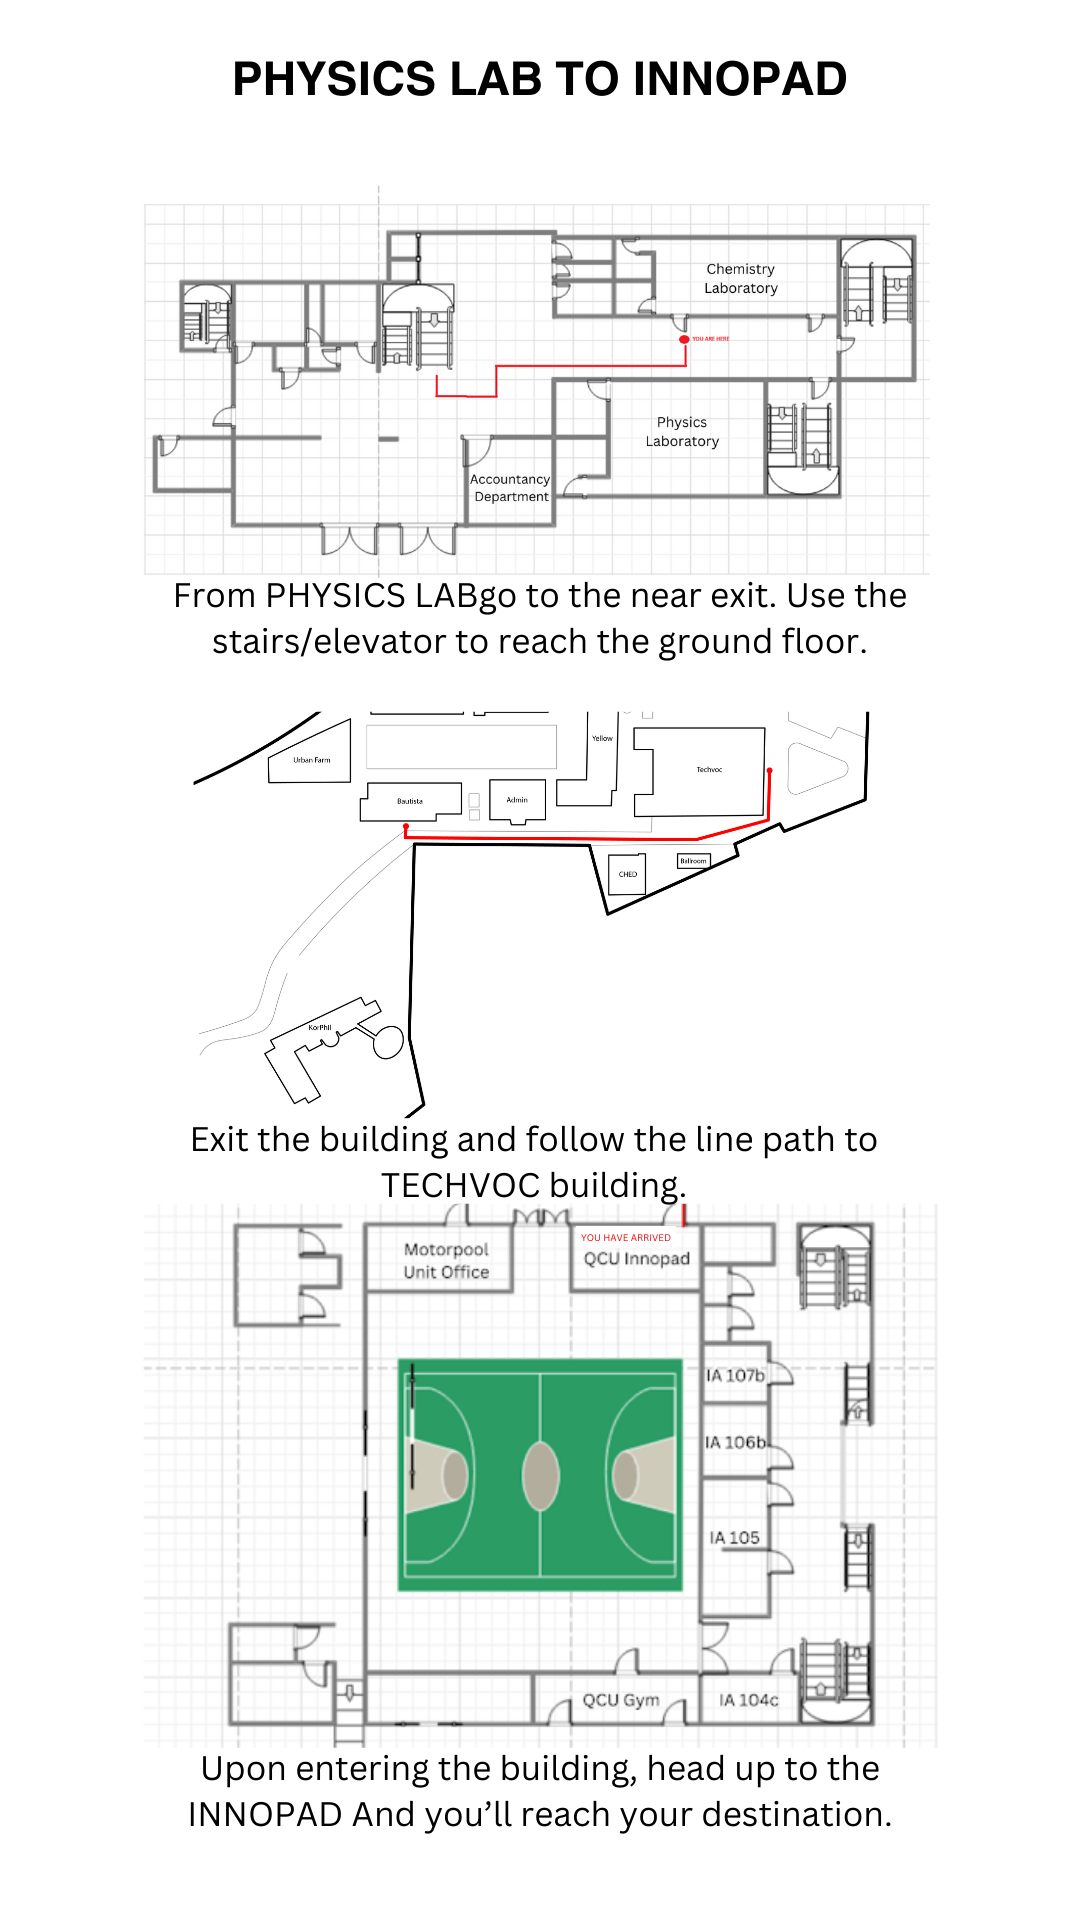 PHYSICS LAB TO INNOPAD
Chemistry
Laboratory
YOU ARE HERE
Physics
Laboratory
Accountancy
Department
From PHYSICS LABgo to the near exit. Use the
stairs/elevator to reach the ground floor.
Yellow
Urban Farm
Techvoc
Bautista
Admin
Ballroom
CHED
KorPhil
Exit the building and follow the line path to
TECHVOC building.
YOU HAVE ARRIVED
Motorpool
Unit Office
QCU Innopad
IA 107b
IA 106b
IA 105
QCU Gym
IA 104c
Upon entering the building, head up to the
INNOPAD And you’ll reach your destination.